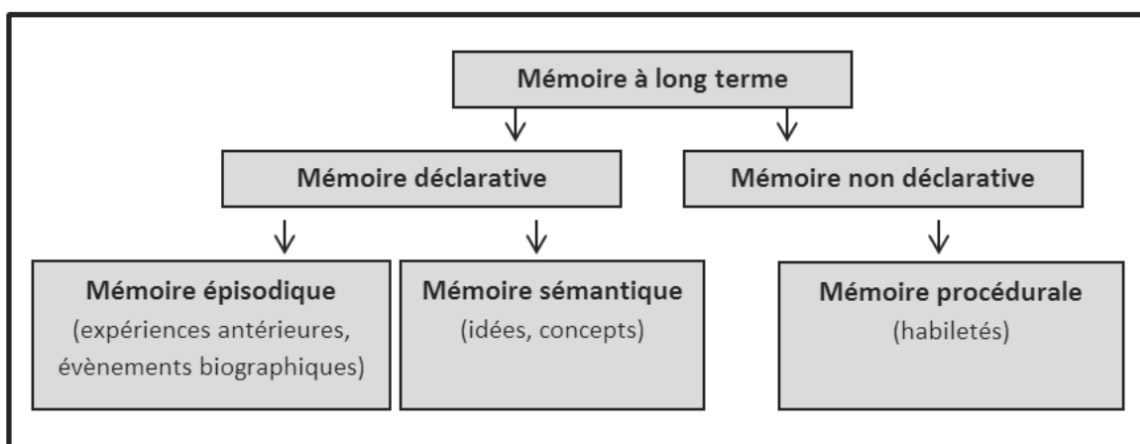 Mémoire à long terme
Mémoire déclarative
Mémoire non déclarative
Mémoire épisodique
(expériences antérieures,
évènements biographiques)
Mémoire sémantique
(idées, concepts)
Mémoire procédurale
(habiletés)